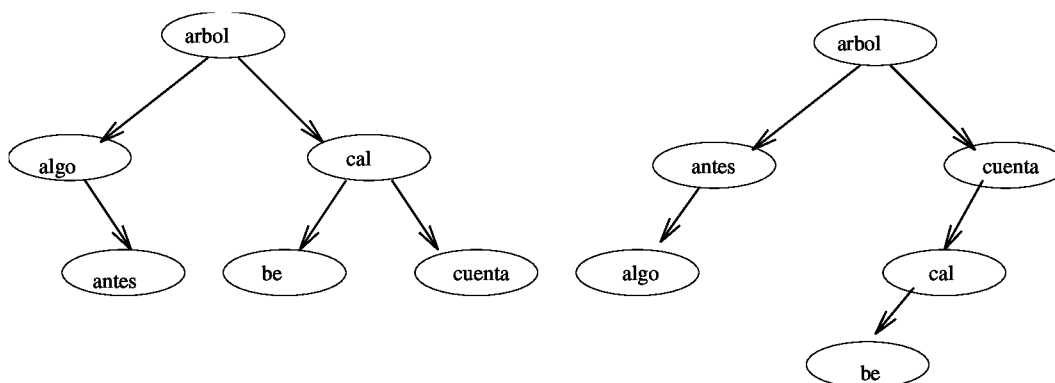 arbol
algo
cal
antes
be
cuenta
arbol
antes
cuenta
algo
cal
be